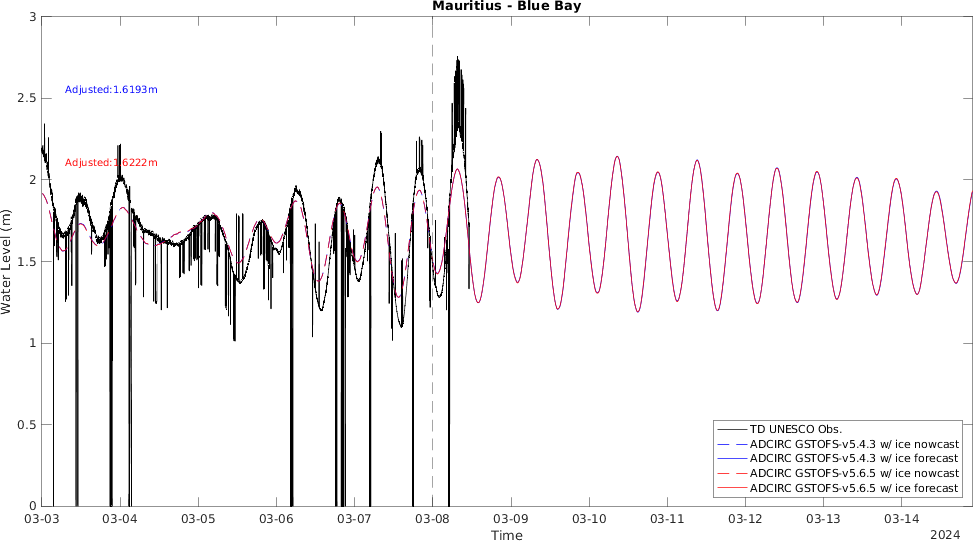 Mauritius - Blue Bay
3
2.5
2
1.5
1
0.5
0
Water Level (m)
Adjusted:1.6193m
Adjusted:1.6222m
TD UNESCO Obs.
ADCIRC GSTOFS-v5.4.3 w/ ice nowcast
ADCIRC GSTOFS-v5.4.3 w/ ice forecast
ADCIRC GSTOFS-v5.6.5 w/ ice nowcast
ADCIRC GSTOFS-v5.6.5 w/ ice forecast
03-03 03-04 03-05 03-06 03-07 03-08 03-09 03-10 03-11 03-12 03-13 03-14
Time
2024